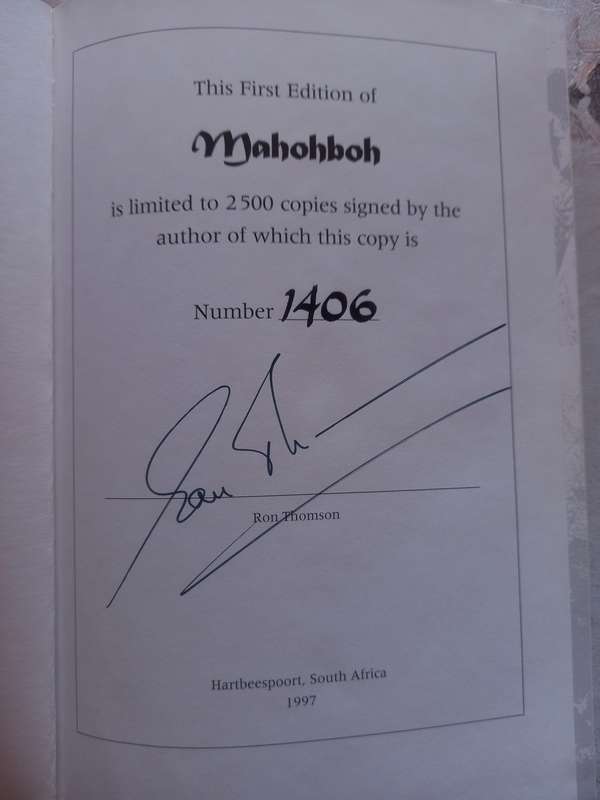 This First Edition of
Mahohboh
is limited to 2500 copies signed by the
author of which this copy is
Number 1406
Ron Thomson
Hartbeespoort, South Africa
1997